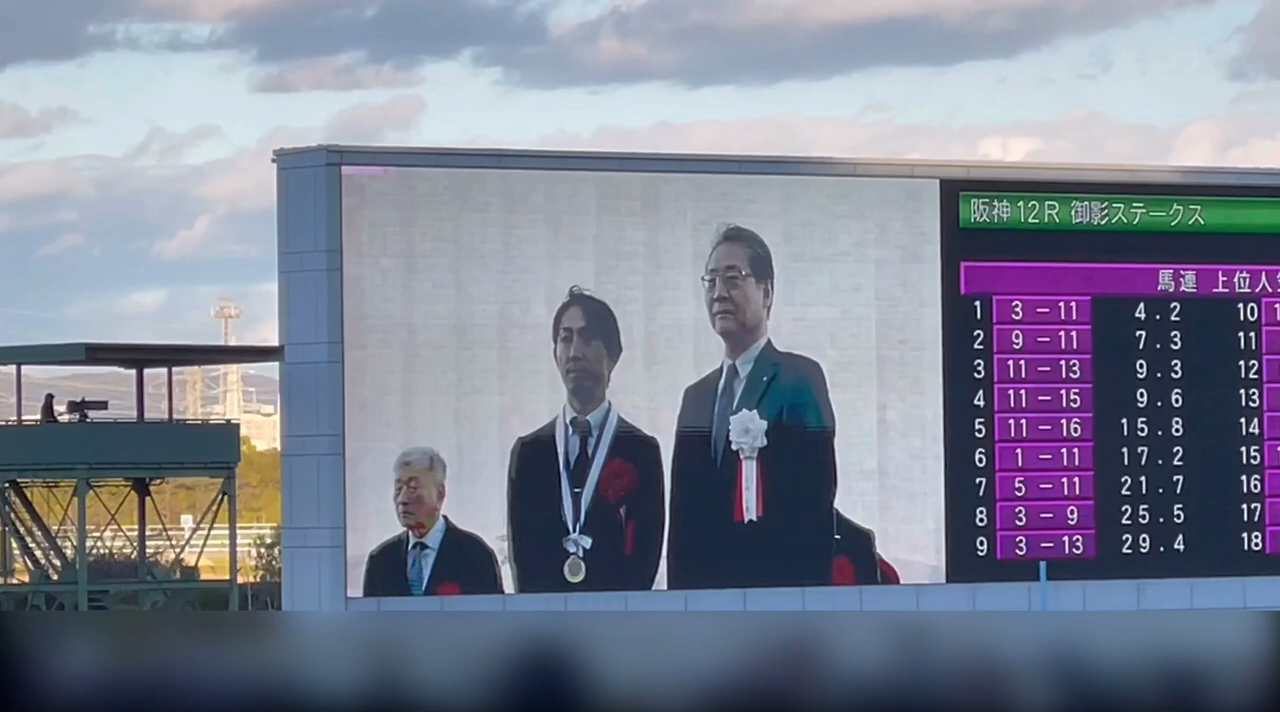 阪神12R 御影ステークス
馬連 上位人
1 3-11 4.2 10
2 9-11 7.3 11
3 11-13 9.3 12
4 11-15 9.6 13
5 11-16 15.8 14
6 1-11 17.2 15
7 5-11 21.7 16
8 3-9 25.5 17
9 3-13 29.4 18